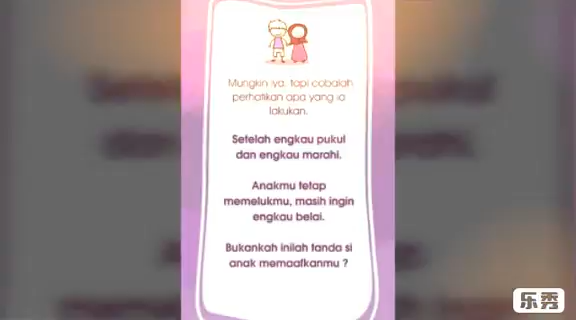 Mungkin iya, tapi cobalah
perhatikan apa yang ia
lakukan.
Setelah engkau pukul
dan engkau marahi.
Anakmu tetap
memelukmu, masih ingin
engkau belai.
Bukankah inilah tanda si
anak memaafkanmu ?
乐秀